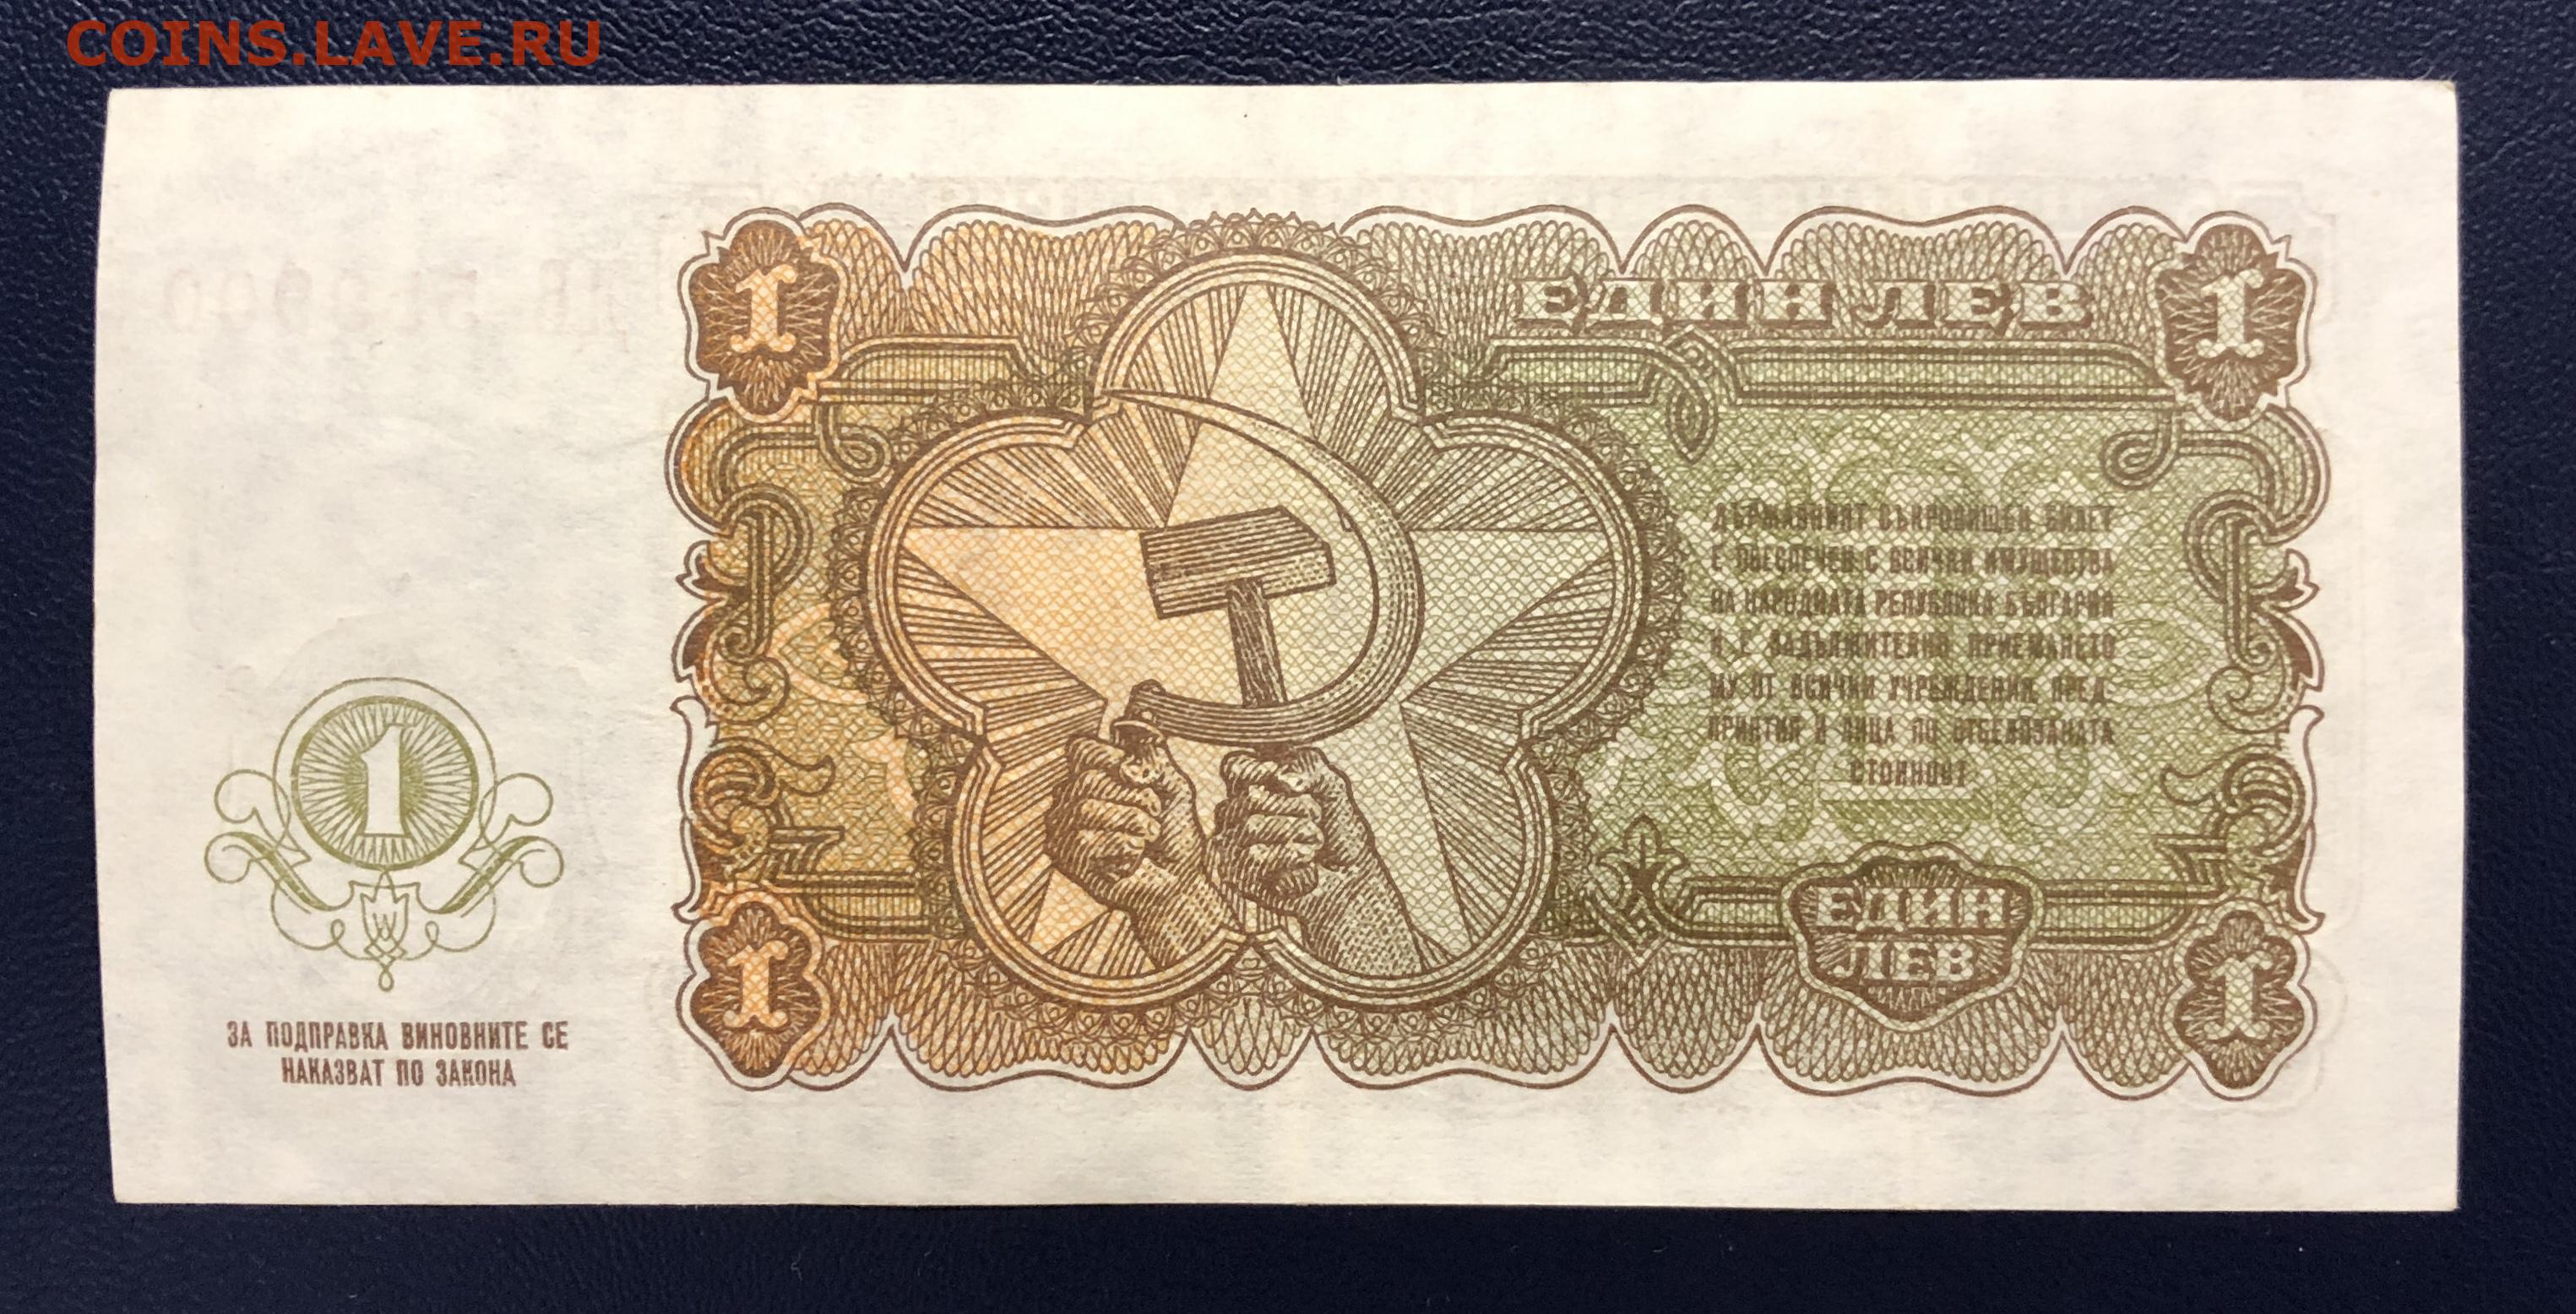 COINS.LAVE.RU
1
ЕДИН ЛЕВ
1
ДЪРЖАВНИЯТ СЪКРОВИЩЕН БИЛЕТ
Е ОБЕСПЕЧЕН С ВСИЧКИ ИМУЩЕСТВА
НА НАРОДНАТА РЕПУБЛИКА БЪЛГАРИЯ
И Е ЗАДЪЛЖИТЕЛНО ПРИЕМАНЕТО
МУ ОТ ВСИЧКИ УЧРЕЖДЕНИЯ, ПРЕД-
ПРИЯТИЯ И ЛИЦА ПО ОТБЕЛЯЗАНАТА
СТОЙНОСТ
1
ЕДИН
ЛЕВ
1
1
ЗА ПОДПРАВКА ВИНОВНИТЕ СЕ
НАКАЗВАТ ПО ЗАКОНА